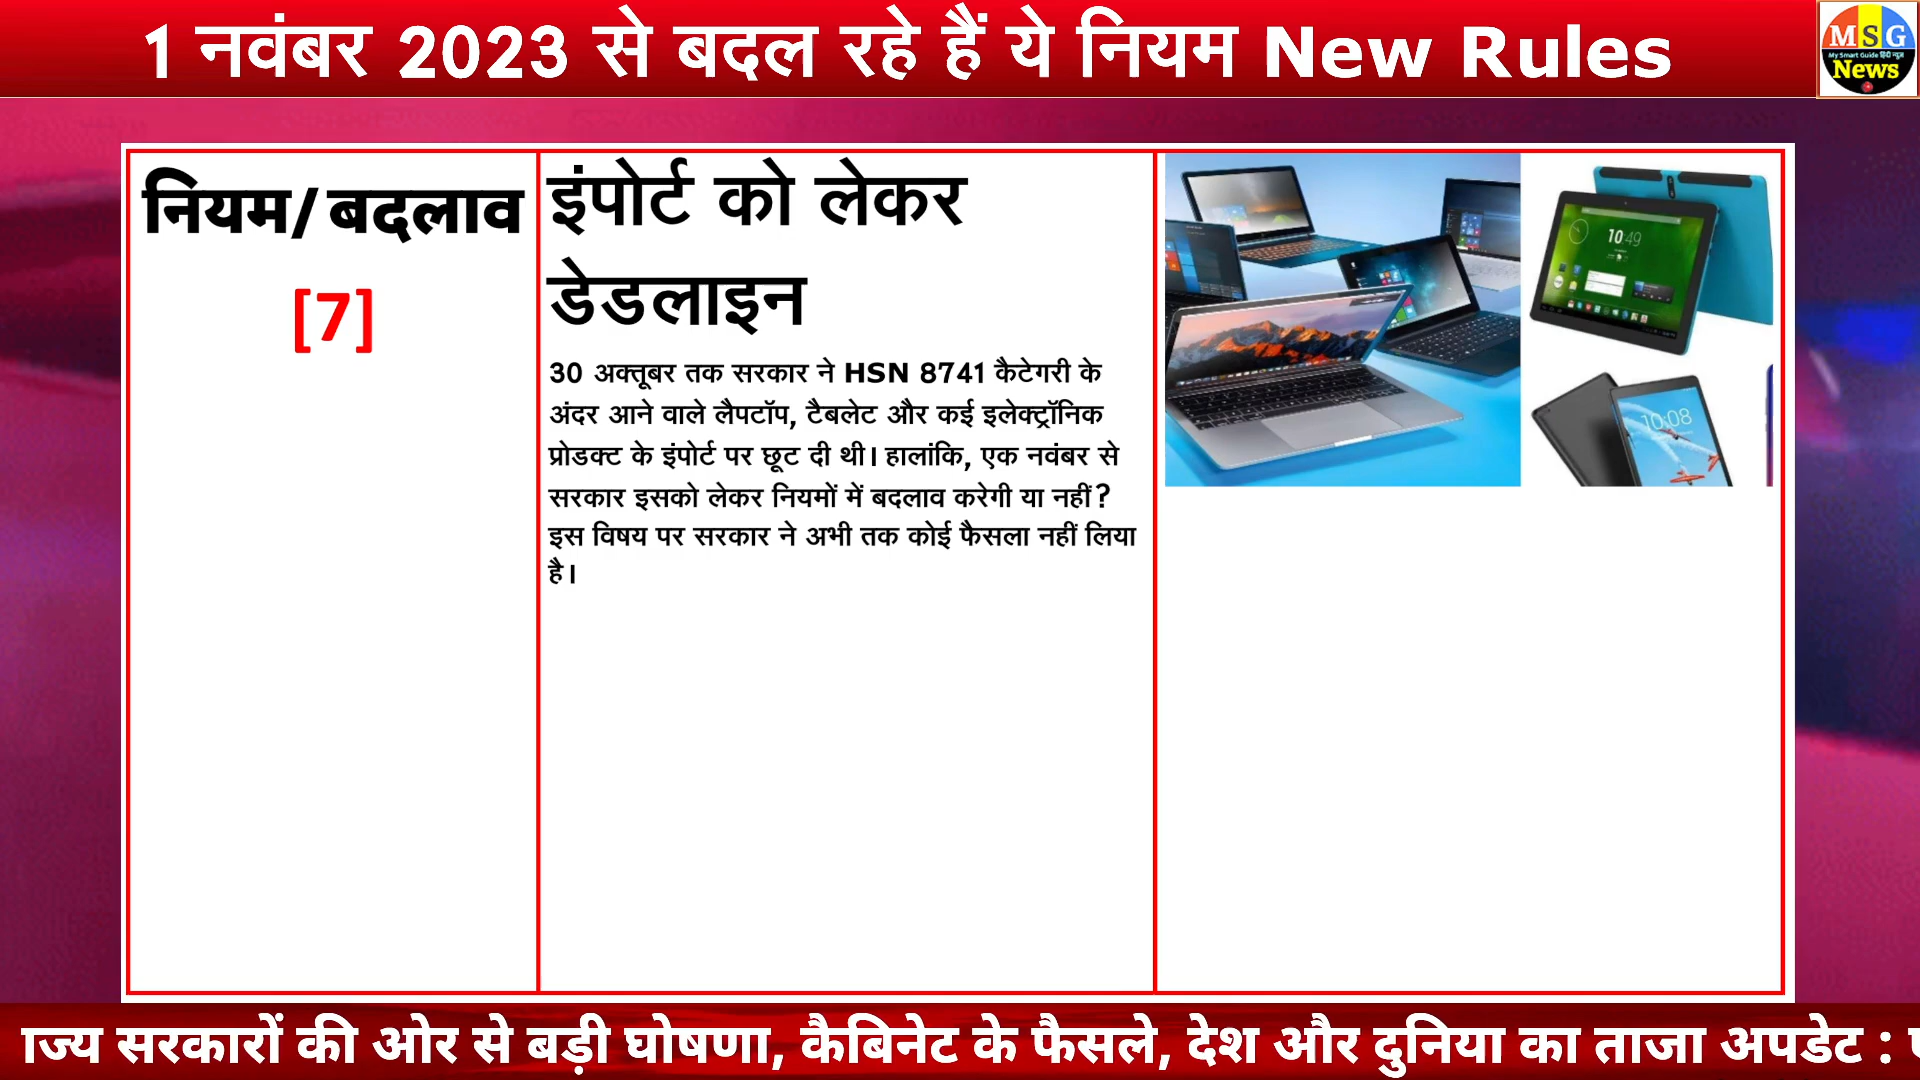 1 नवंबर 2023 से बदल रहे हैं ये नियम New Rules
MSG
My Smart Guide हिंदी न्यूज़
News
नियम/ बदलाव
[7]
इंपोर्ट को लेकर
डेडलाइन
30 अक्तूबर तक सरकार ने HSN 8741 कैटेगरी के
अंदर आने वाले लैपटॉप, टैबलेट और कई इलेक्ट्रॉनिक
प्रोडक्ट के इंपोर्ट पर छूट दी थी। हालांकि, एक नवंबर से
सरकार इसको लेकर नियमों में बदलाव करेगी या नहीं?
इस विषय पर सरकार ने अभी तक कोई फैसला नहीं लिया
है।
10:49
10:08
ाज्य सरकारों की ओर से बड़ी घोषणा, कैबिनेट के फैसले, देश और दुनिया का ताजा अपडेट :